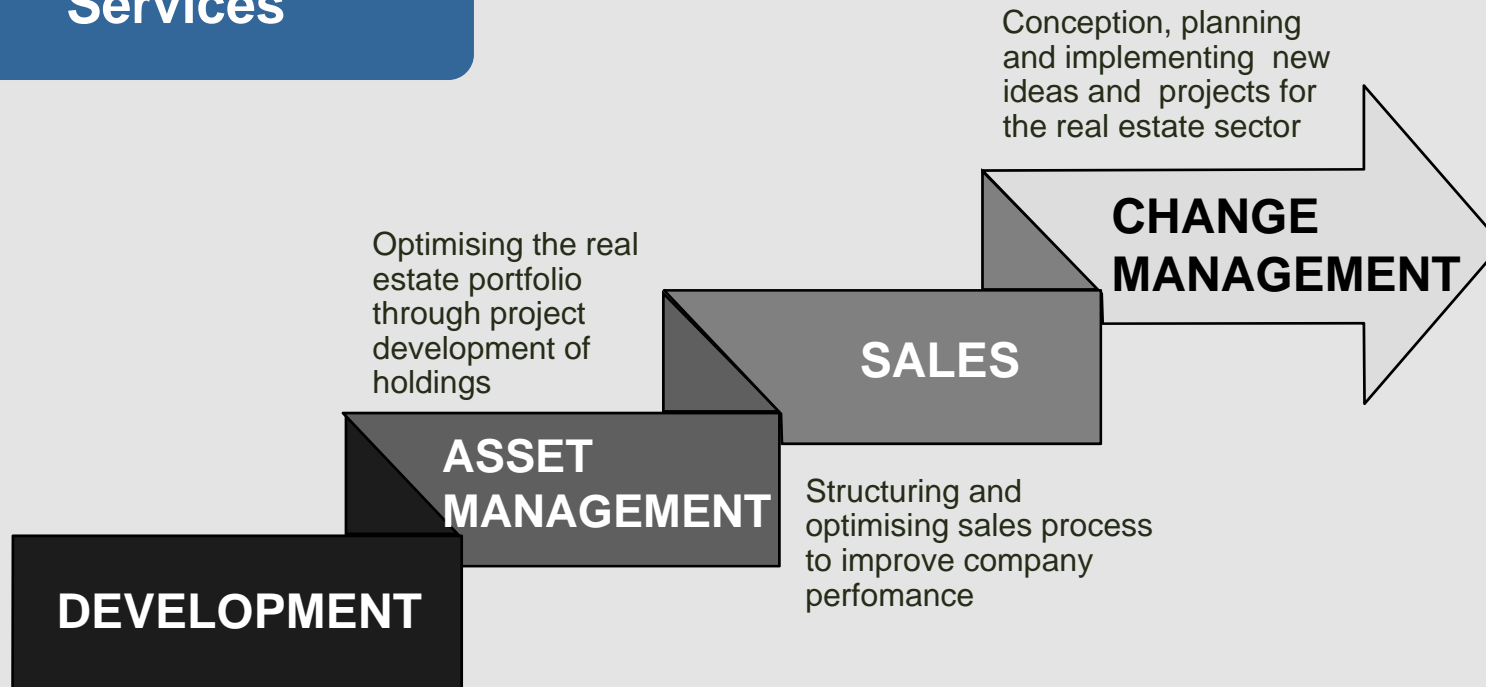 Services
Conception, planning
and implementing  new
ideas and  projects for
the real estate sector
CHANGE
MANAGEMENT
Optimising the real
estate portfolio
through project
development of
holdings
SALES
ASSET
MANAGEMENT
Structuring and
optimising sales process
to improve company
perfomance
DEVELOPMENT